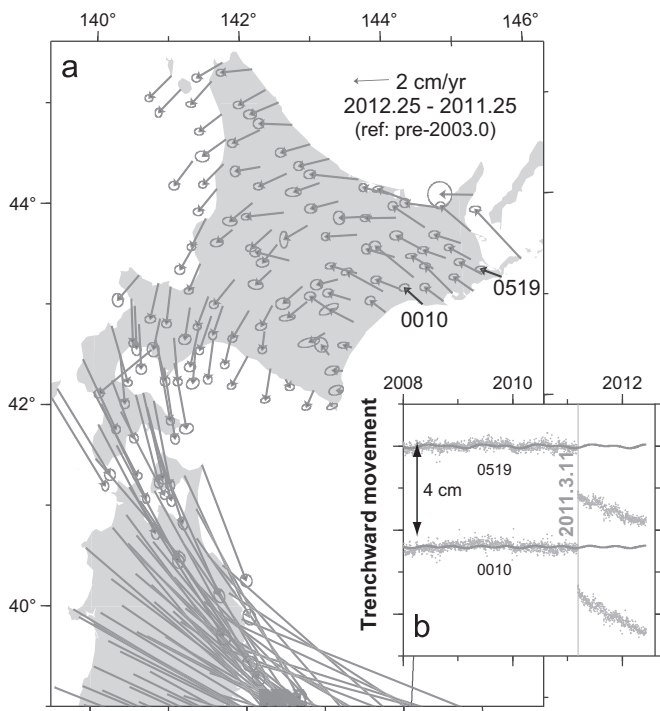 140° 142° 144° 146°
a
2 cm/yr
2012.25 - 2011.25
(ref: pre-2003.0)
44°
0519
0010
42°
2008 2010 2012
Trenchward movement
0519
2011.3.11
4 cm
0010
40°
b